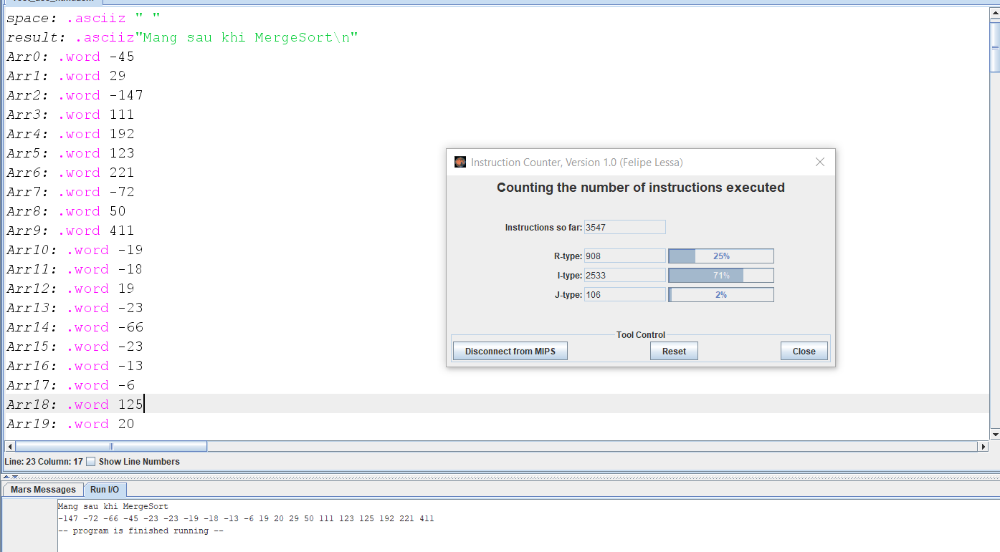 space: .asciiz " "
result: .asciiz"Mang sau khi MergeSort\n"
Arr0: .word -45
Arr1: .word 29
Arr2: .word -147
Arr3: .word 111
Arr4: .word 192
Arr5: .word 123
Arr6: .word 221
Arr7: .word -72
Arr8: .word 50
Arr9: .word 411
Arr10: .word -19
Arr11: .word -18
Arr12: .word 19
Arr13: .word -23
Arr14: .word -66
Arr15: .word -23
Arr16: .word -13
Arr17: .word -6
Arr18: .word 125
Arr19: .word 20
Instruction Counter, Version 1.0 (Felipe Lessa)
Counting the number of instructions executed
Instructions so far: 3547
R-type: 908 25%
I-type: 2533 71%
J-type: 106 2%
Tool Control
Disconnect from MIPS Reset Close
Line: 23 Column: 17 Show Line Numbers
Mars Messages Run I/O
Mang sau khi MergeSort
-147 -72 -66 -45 -23 -23 -19 -18 -13 -6 19 20 29 50 111 123 125 192 221 411
-- program is finished running --